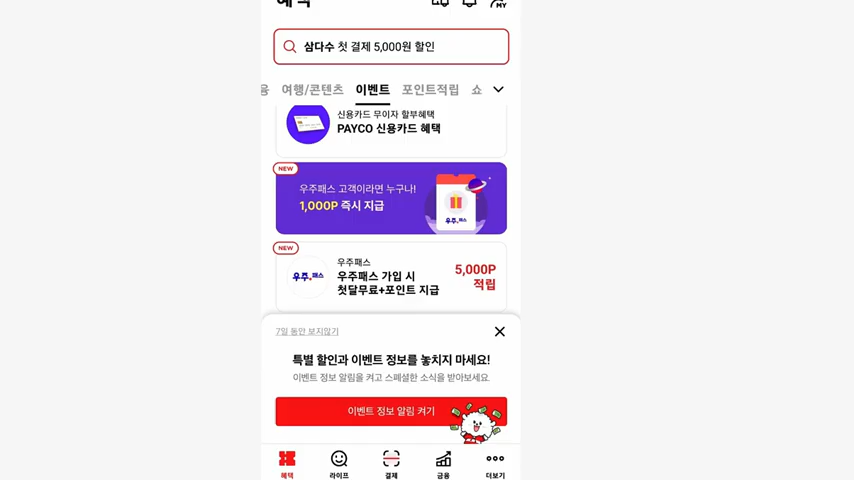 혜택
MY
삼다수 첫 결제 5,000원 할인
용 여행/콘텐츠 이벤트 포인트적립 쇼
신용카드 무이자 할부혜택
PAYCO 신용카드 혜택
NEW
우주패스 고객이라면 누구나!
1,000P 즉시 지급
우주패스
NEW
우주패스
우주패스
우주패스 가입 시
첫달무료+포인트 지급
5,000P
적립
7일 동안 보지않기
특별 할인과 이벤트 정보를 놓치지 마세요!
이벤트 정보 알림을 켜고 스페셜한 소식을 받아보세요.
이벤트 정보 알림 켜기
혜택 라이프 결제 금융 더보기